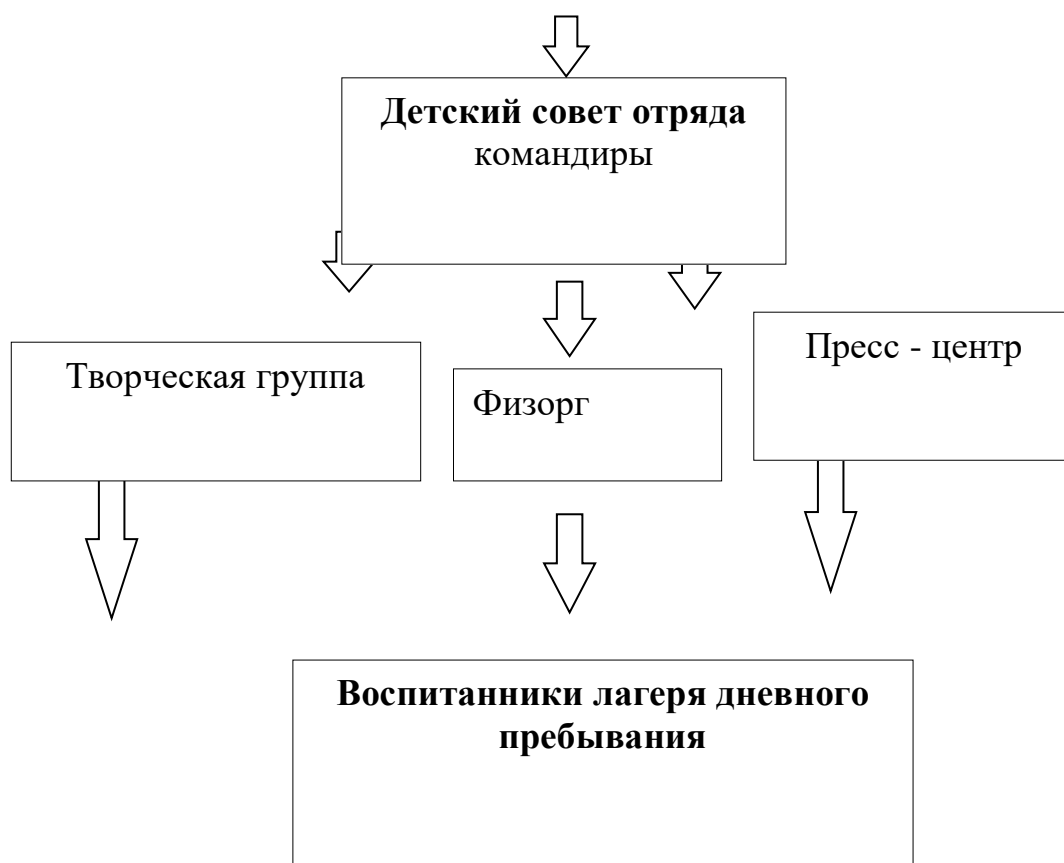 Детский совет отряда
командиры
Творческая группа
Физорг
Пресс - центр
Воспитанники лагеря дневного
пребывания